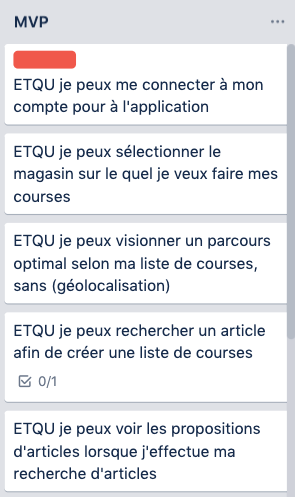 MVP
ETQU je peux me connecter à mon
compte pour à l'application
ETQU je peux sélectionner le
magasin sur le quel je veux faire mes
courses
ETQU je peux visionner un parcours
optimal selon ma liste de courses,
sans (géolocalisation)
ETQU je peux rechercher un article
afin de créer une liste de courses
0/1
ETQU je peux voir les propositions
d'articles lorsque j'effectue ma
recherche d'articles